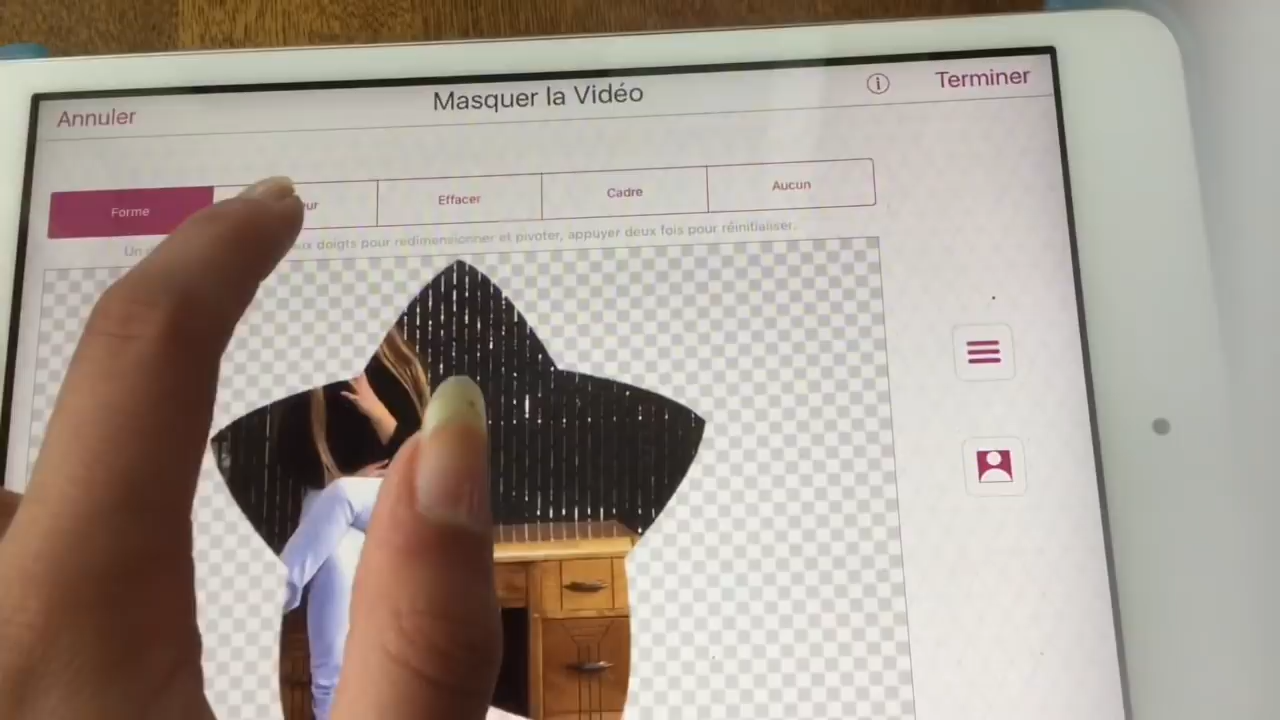 Annuler Masquer la Vidéo Terminer
Forme Effacer Cadre Aucun
Un doigts pour redimensionner et pivoter, appuyer deux fois pour réinitialiser.